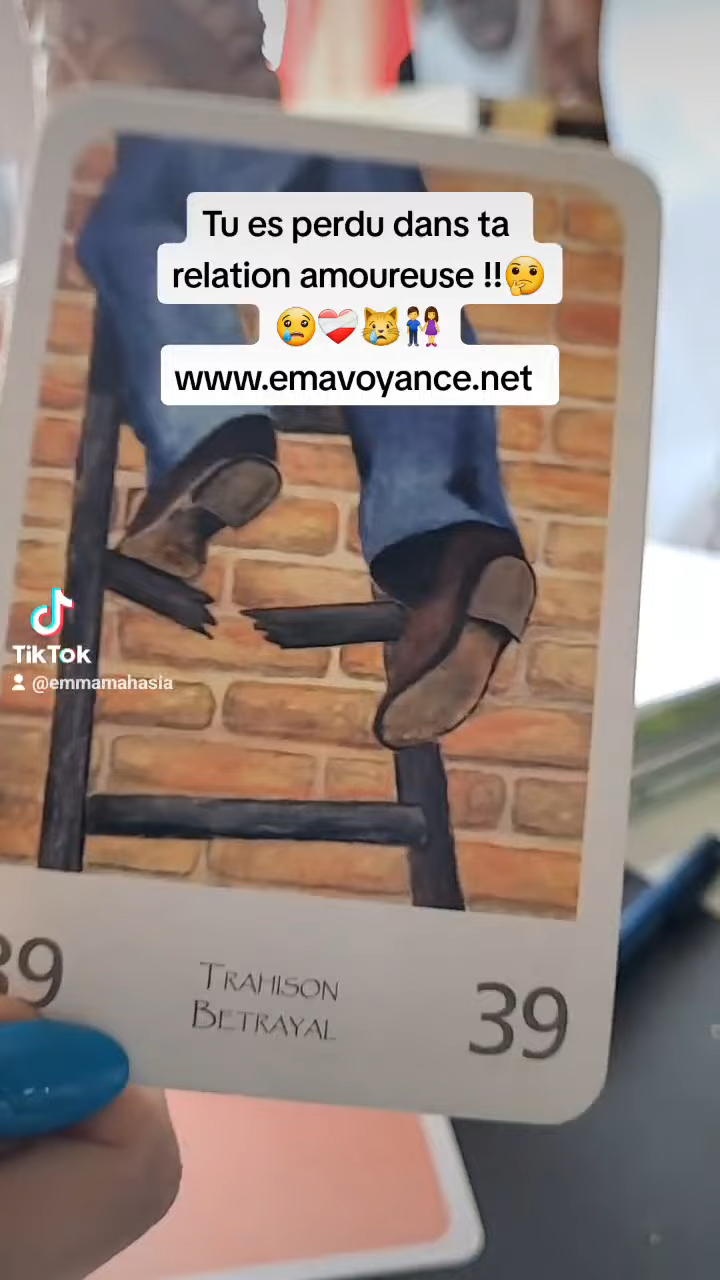 Tu es perdu dans ta
relation amoureuse !!🤔
😢❤️‍🩹😿👫
www.emavoyance.net
TikTok
@emmamahasia
39
TRAHISON
BETRAYAL
39